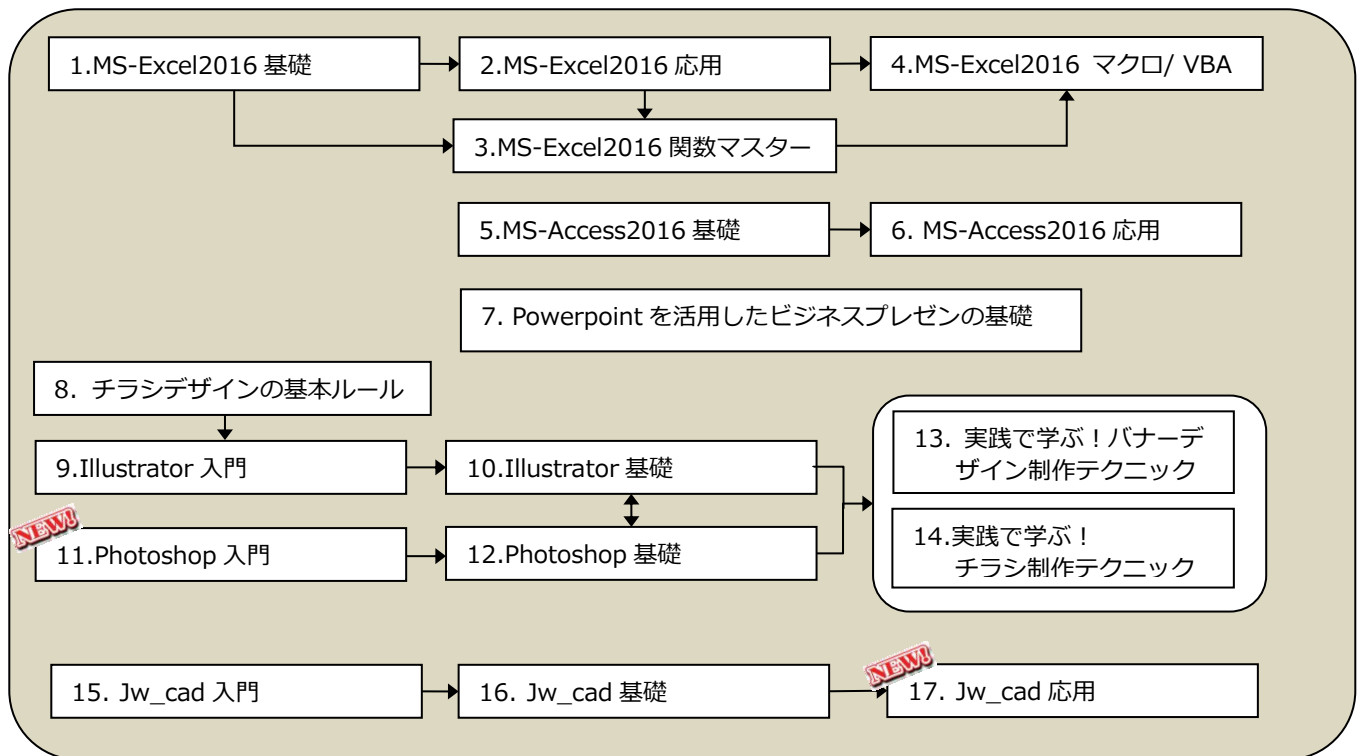 1.MS-Excel2016 基礎
2.MS-Excel2016 応用
4.MS-Excel2016 マクロ/ VBA
3.MS-Excel2016 関数マスター
5.MS-Access2016 基礎
6. MS-Access2016 応用
7. Powerpoint を活用したビジネスプレゼンの基礎
8. チラシデザインの基本ルール
9.Illustrator 入門
10.Illustrator 基礎
13. 実践で学ぶ！バナーデ
ザイン制作テクニック
NEW!
11.Photoshop 入門
12.Photoshop 基礎
14.実践で学ぶ！
チラシ制作テクニック
15. Jw_cad 入門
16. Jw_cad 基礎
NEW!
17. Jw_cad 応用